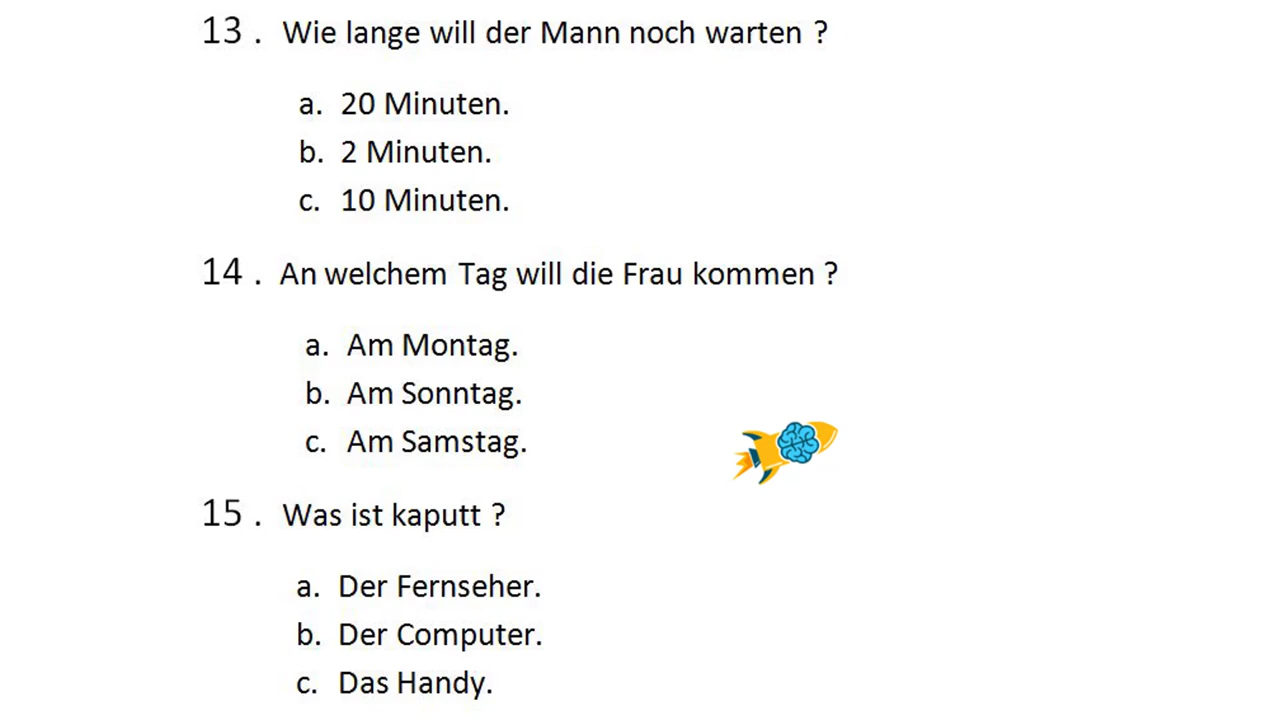 13 . Wie lange will der Mann noch warten ?
a. 20 Minuten.
b. 2 Minuten.
c. 10 Minuten.
14 . An welchem Tag will die Frau kommen ?
a. Am Montag.
b. Am Sonntag.
c. Am Samstag.
15 . Was ist kaputt ?
a. Der Fernseher.
b. Der Computer.
c. Das Handy.